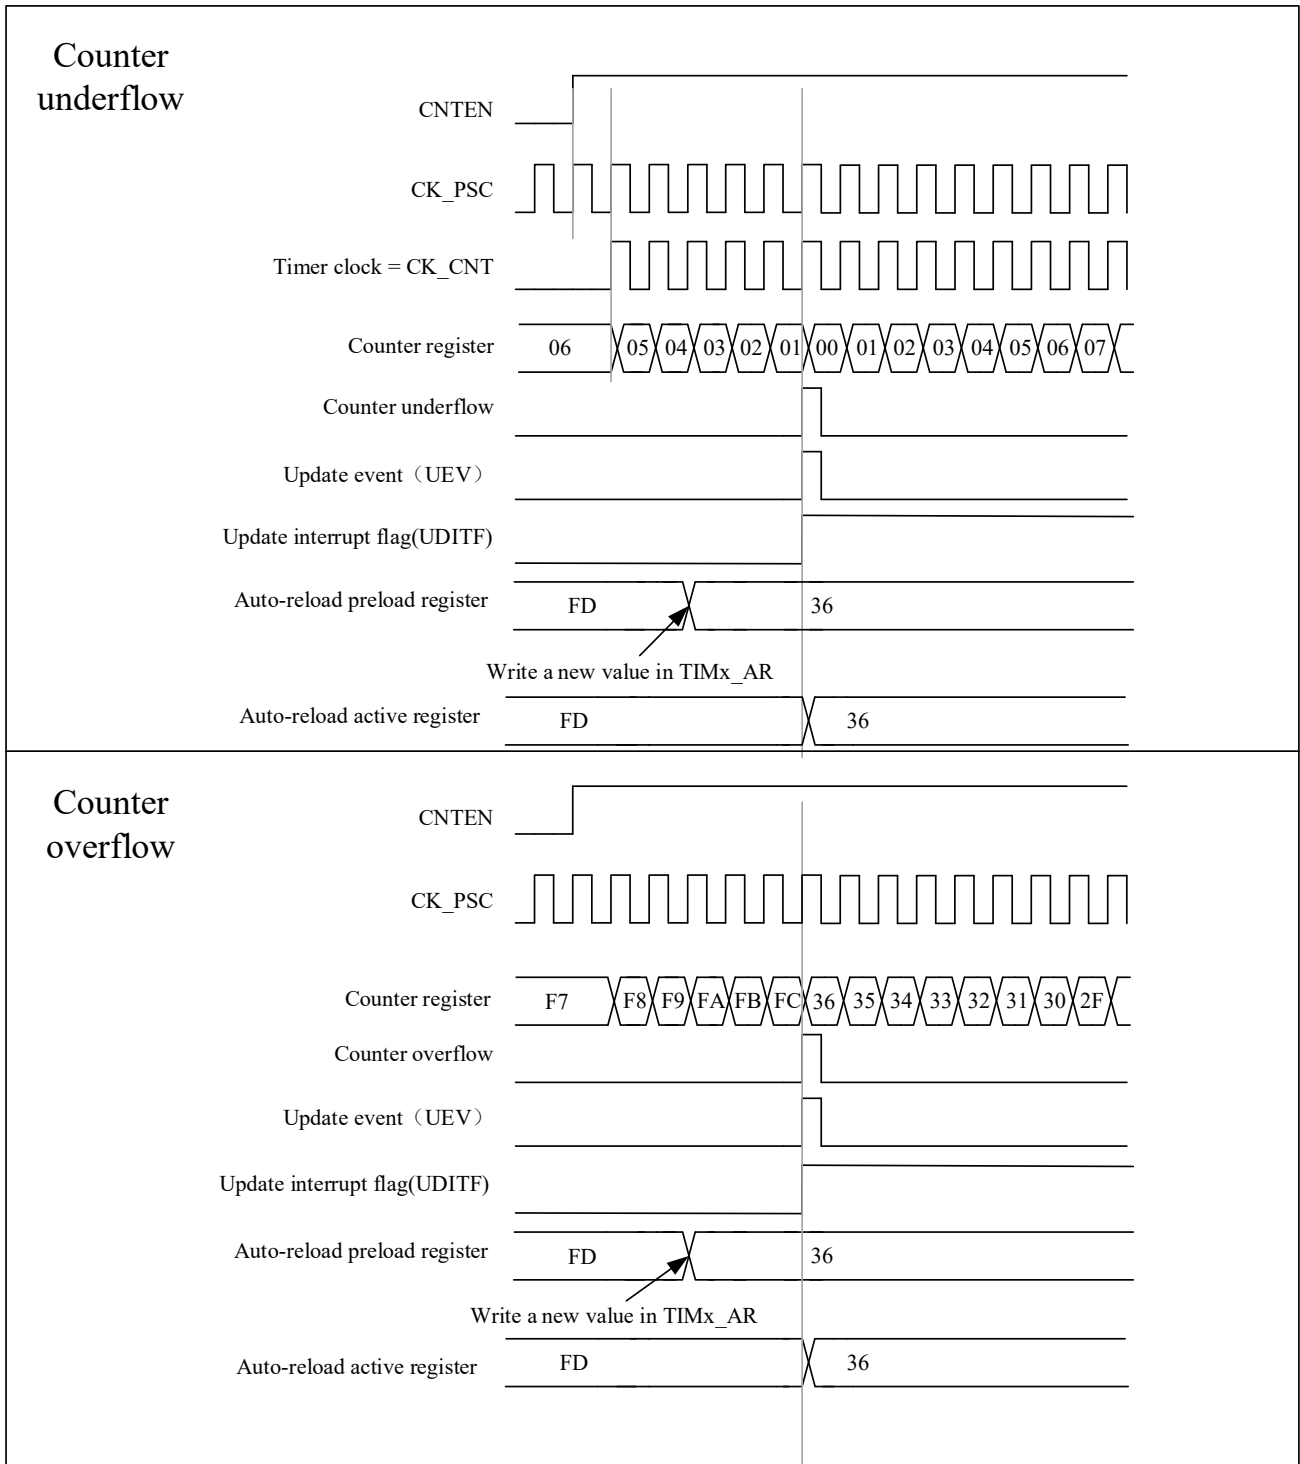 Counter
underflow
CNTEN
CK_PSC
Timer clock = CK_CNT
Counter register 06 05 04 03 02 01 00 01 02 03 04 05 06 07
Counter underflow
Update event（UEV）
Update interrupt flag(UDITF)
Auto-reload preload register FD 36
Write a new value in TIMx_AR
Auto-reload active register FD 36
Counter
overflow
CNTEN
CK_PSC
Counter register F7 F8 F9 FA FB FC 36 35 34 33 32 31 30 2F
Counter overflow
Update event（UEV）
Update interrupt flag(UDITF)
Auto-reload preload register FD 36
Write a new value in TIMx_AR
Auto-reload active register FD 36